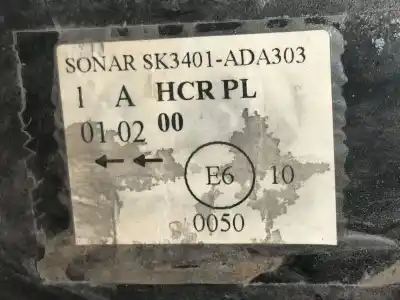 SONAR SK3401-ADA303
1 A HCR PL
01 02 00
E6 10
0050